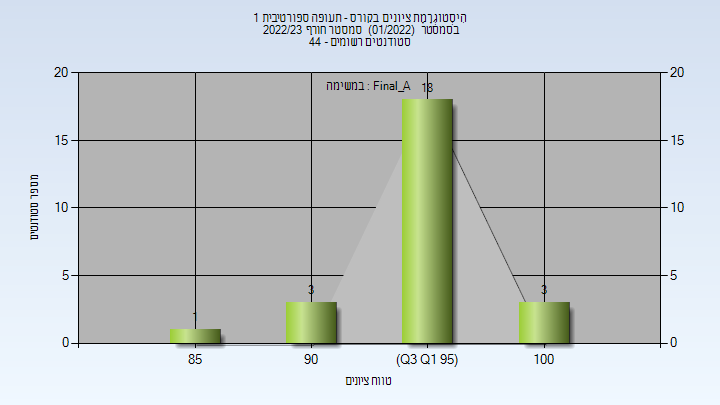 היסטוגרמת ציונים בקורס - תעופה ספורטיבית 1
בסמסטר (01/2022) סמסטר חורף 2022/23
סטודנטים רשומים - 44
במשימה : Final_A
20
15
10
5
0
20
15
10
5
0
מספר סטודנטים
1
3
18
3
85
90
(Q3 Q1 95)
100
טווח ציונים